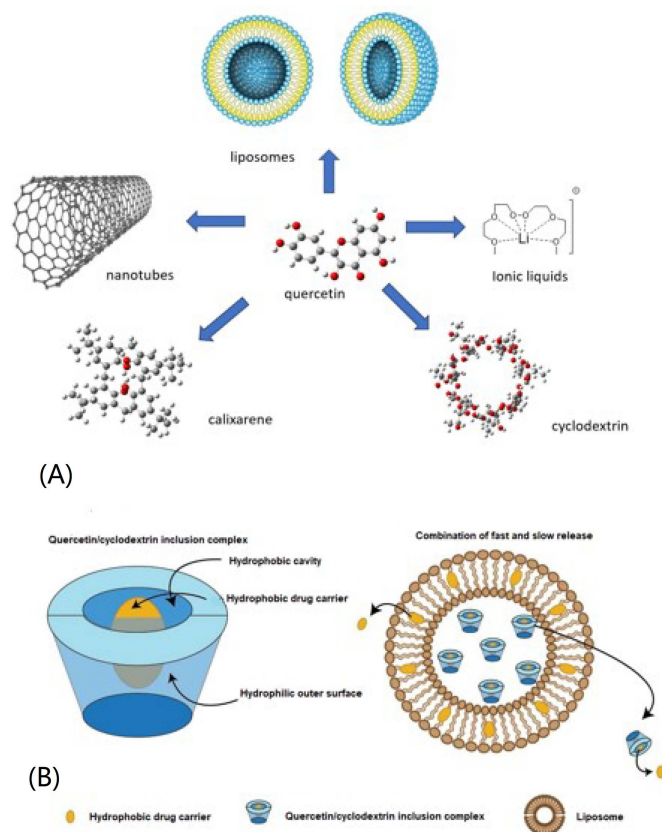 liposomes
nanotubes
quercetin
Li
⊕
Ionic liquids
calixarene
cyclodextrin
(A)
Quercetin/cyclodextrin inclusion complex
Combination of fast and slow release
Hydrophobic cavity
Hydrophobic drug carrier
Hydrophilic outer surface
(B)
Hydrophobic drug carrier
Quercetin/cyclodextrin inclusion complex
Liposome